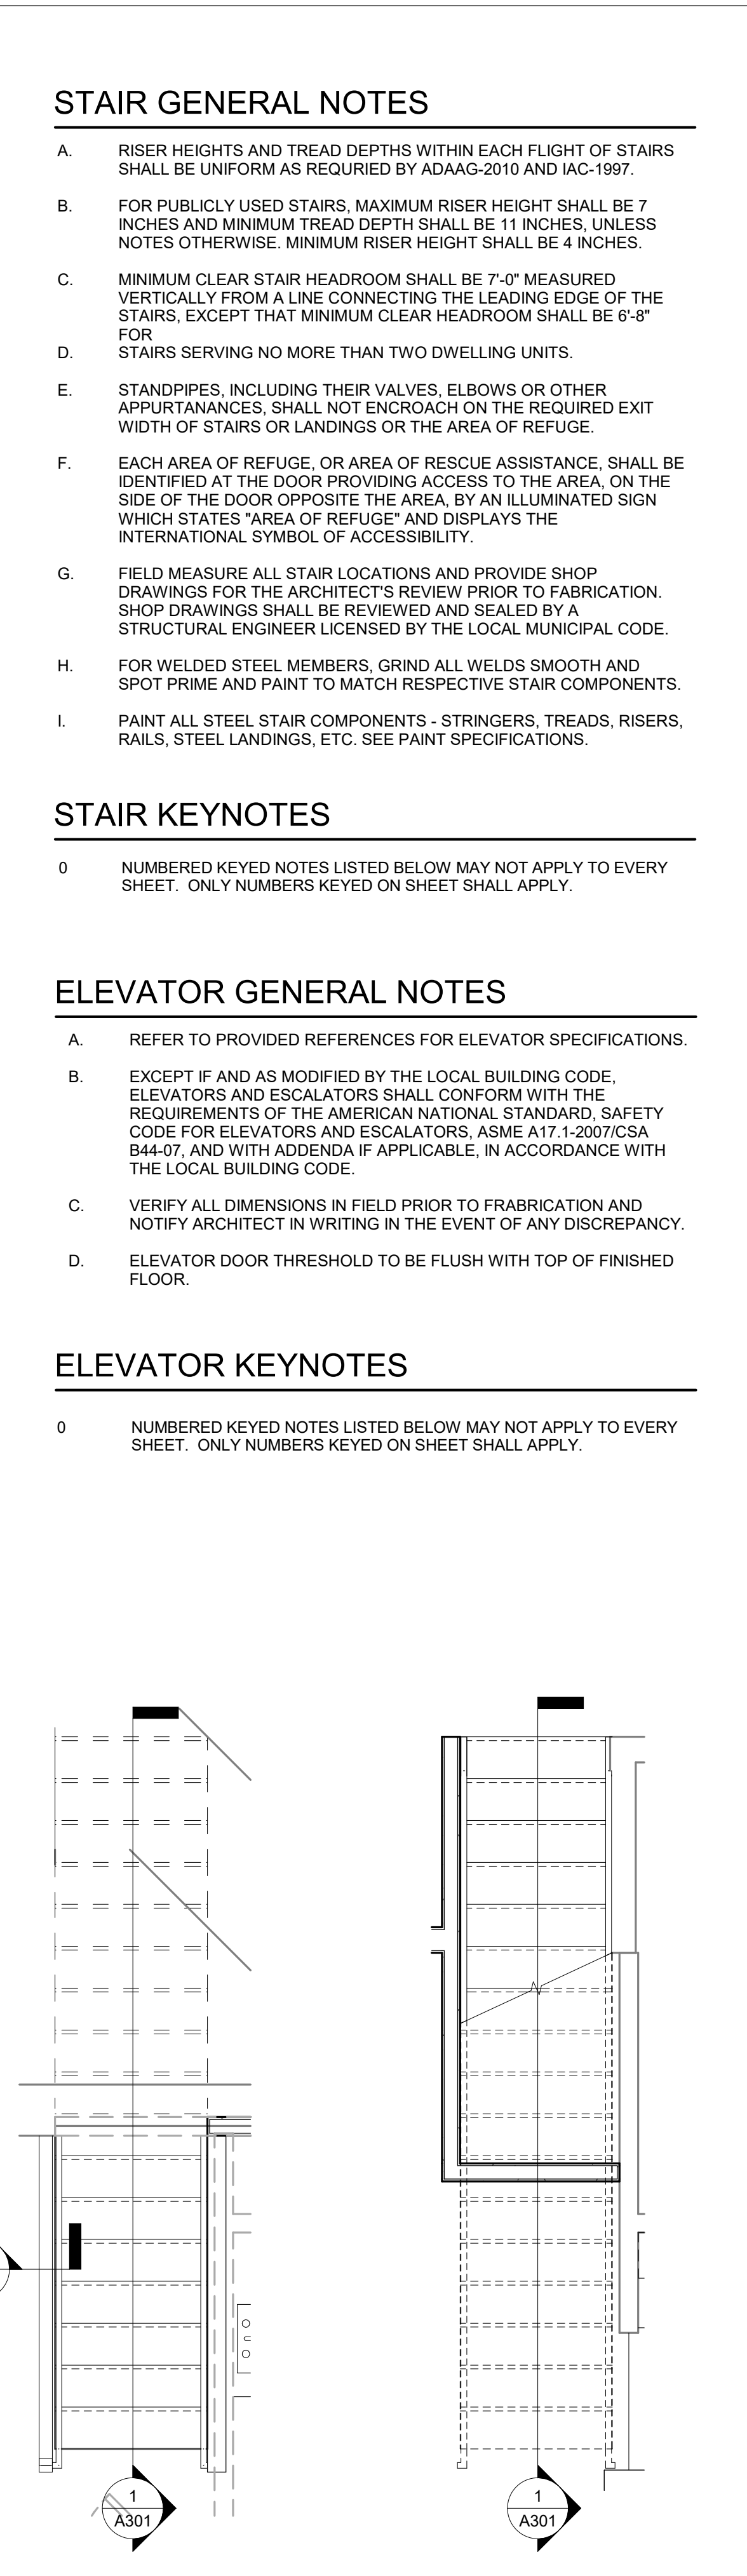 STAIR GENERAL NOTES
A. RISER HEIGHTS AND TREAD DEPTHS WITHIN EACH FLIGHT OF STAIRS
SHALL BE UNIFORM AS REQURIED BY ADAAG-2010 AND IAC-1997.
B. FOR PUBLICLY USED STAIRS, MAXIMUM RISER HEIGHT SHALL BE 7
INCHES AND MINIMUM TREAD DEPTH SHALL BE 11 INCHES, UNLESS
NOTES OTHERWISE. MINIMUM RISER HEIGHT SHALL BE 4 INCHES.
C. MINIMUM CLEAR STAIR HEADROOM SHALL BE 7'-0" MEASURED
VERTICALLY FROM A LINE CONNECTING THE LEADING EDGE OF THE
STAIRS, EXCEPT THAT MINIMUM CLEAR HEADROOM SHALL BE 6'-8"
FOR
D. STAIRS SERVING NO MORE THAN TWO DWELLING UNITS.
E. STANDPIPES, INCLUDING THEIR VALVES, ELBOWS OR OTHER
APPURTANANCES, SHALL NOT ENCROACH ON THE REQUIRED EXIT
WIDTH OF STAIRS OR LANDINGS OR THE AREA OF REFUGE.
F. EACH AREA OF REFUGE, OR AREA OF RESCUE ASSISTANCE, SHALL BE
IDENTIFIED AT THE DOOR PROVIDING ACCESS TO THE AREA, ON THE
SIDE OF THE DOOR OPPOSITE THE AREA, BY AN ILLUMINATED SIGN
WHICH STATES "AREA OF REFUGE" AND DISPLAYS THE
INTERNATIONAL SYMBOL OF ACCESSIBILITY.
G. FIELD MEASURE ALL STAIR LOCATIONS AND PROVIDE SHOP
DRAWINGS FOR THE ARCHITECT'S REVIEW PRIOR TO FABRICATION.
SHOP DRAWINGS SHALL BE REVIEWED AND SEALED BY A
STRUCTURAL ENGINEER LICENSED BY THE LOCAL MUNICIPAL CODE.
H. FOR WELDED STEEL MEMBERS, GRIND ALL WELDS SMOOTH AND
SPOT PRIME AND PAINT TO MATCH RESPECTIVE STAIR COMPONENTS.
I. PAINT ALL STEEL STAIR COMPONENTS - STRINGERS, TREADS, RISERS,
RAILS, STEEL LANDINGS, ETC. SEE PAINT SPECIFICATIONS.
STAIR KEYNOTES
0 NUMBERED KEYED NOTES LISTED BELOW MAY NOT APPLY TO EVERY
SHEET. ONLY NUMBERS KEYED ON SHEET SHALL APPLY.
ELEVATOR GENERAL NOTES
A. REFER TO PROVIDED REFERENCES FOR ELEVATOR SPECIFICATIONS.
B. EXCEPT IF AND AS MODIFIED BY THE LOCAL BUILDING CODE,
ELEVATORS AND ESCALATORS SHALL CONFORM WITH THE
REQUIREMENTS OF THE AMERICAN NATIONAL STANDARD, SAFETY
CODE FOR ELEVATORS AND ESCALATORS, ASME A17.1-2007/CSA
B44-07, AND WITH ADDENDA IF APPLICABLE, IN ACCORDANCE WITH
THE LOCAL BUILDING CODE.
C. VERIFY ALL DIMENSIONS IN FIELD PRIOR TO FRABRICATION AND
NOTIFY ARCHITECT IN WRITING IN THE EVENT OF ANY DISCREPANCY.
D. ELEVATOR DOOR THRESHOLD TO BE FLUSH WITH TOP OF FINISHED
FLOOR.
ELEVATOR KEYNOTES
0 NUMBERED KEYED NOTES LISTED BELOW MAY NOT APPLY TO EVERY
SHEET. ONLY NUMBERS KEYED ON SHEET SHALL APPLY.
1
A301
1
A301